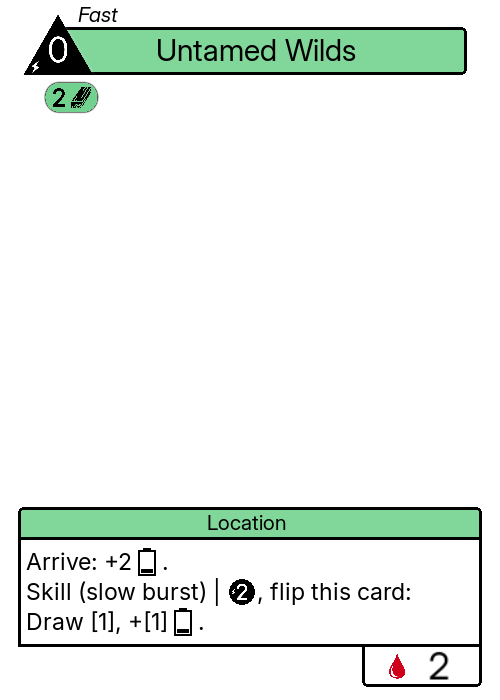 Fast
0 Untamed Wilds
2
Location
Arrive: +2 .
Skill (slow burst) | 2, flip this card:
Draw [1], +[1] .
2